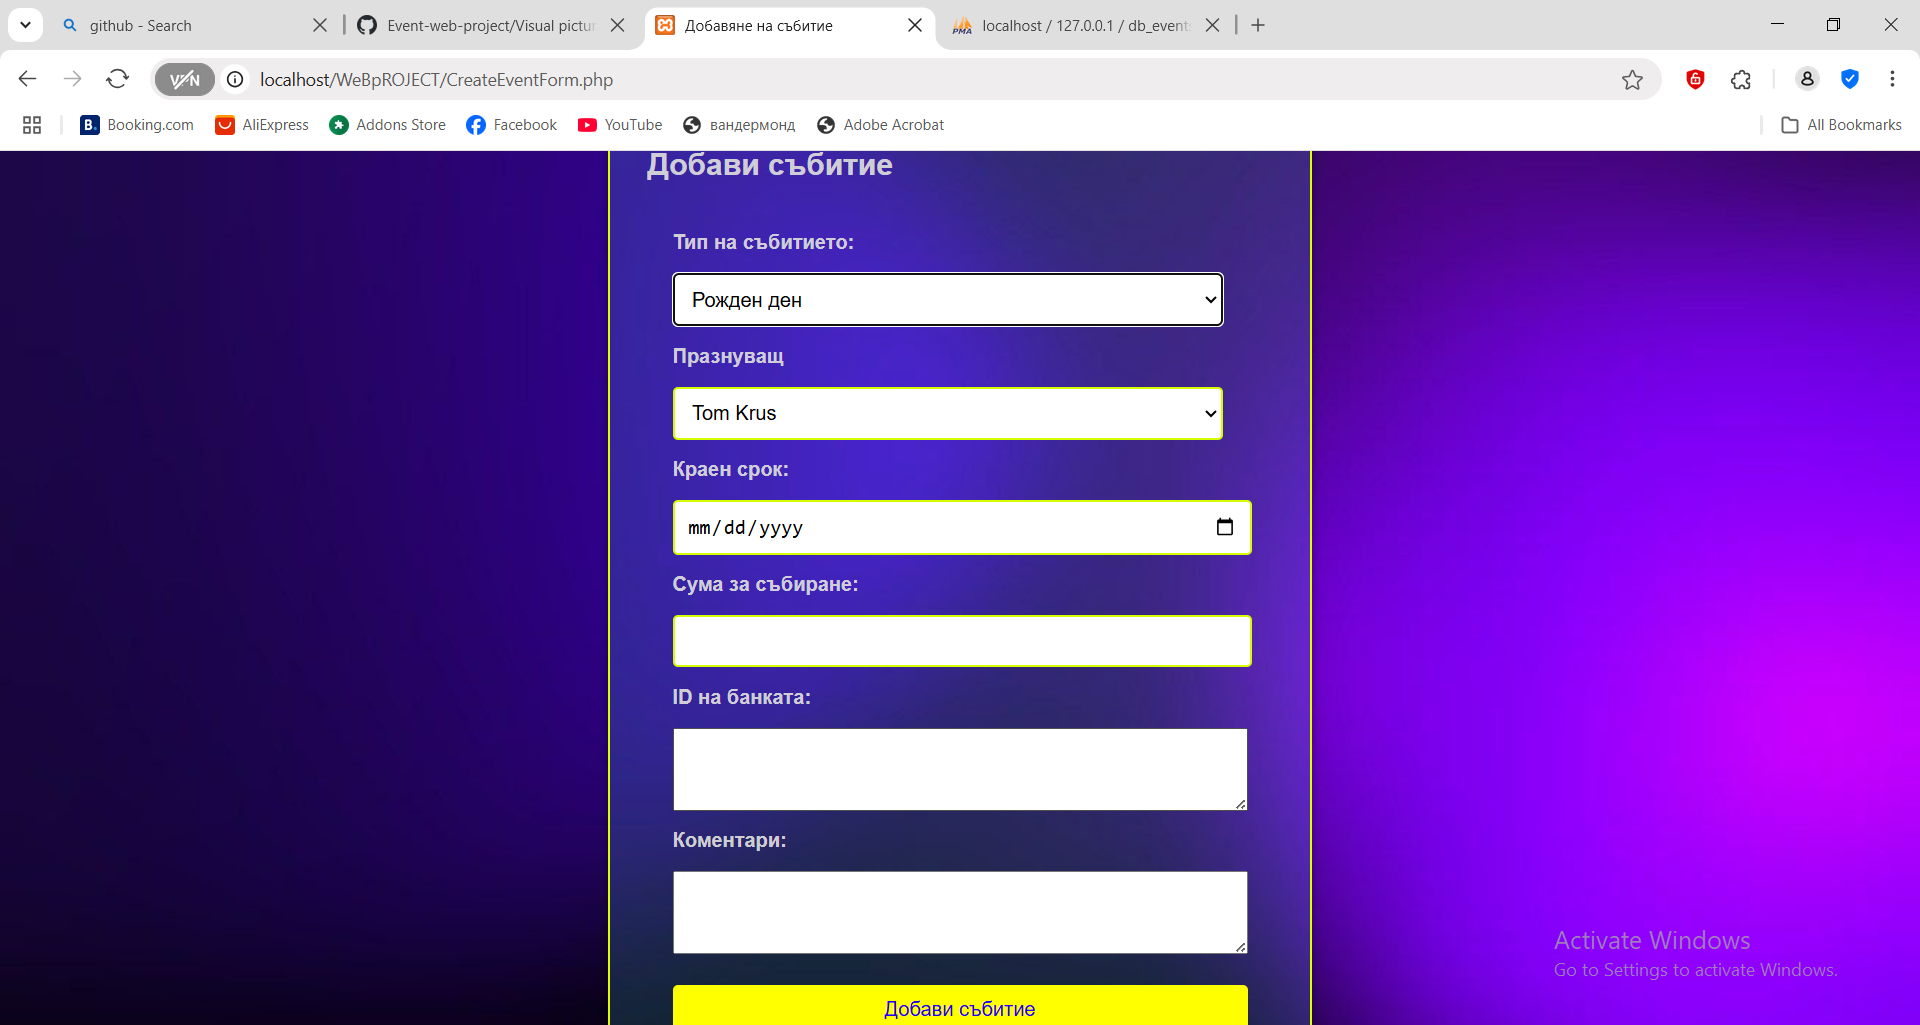 github - Search
Event-web-project/Visual pictur
Добавяне на събитие
localhost / 127.0.0.1 / db_event
VPN
localhost/WeBpROJECT/CreateEventForm.php
B. Booking.com
AliExpress
Addons Store
Facebook
YouTube
вандермонд
Adobe Acrobat
All Bookmarks
Добави събитие
Тип на събитието:
Рожден ден
Празнуващ
Tom Krus
Краен срок:
mm/dd/yyyy
Сума за събиране:
ID на банката:
Коментари:
Добави събитие
Activate Windows
Go to Settings to activate Windows.
PMA